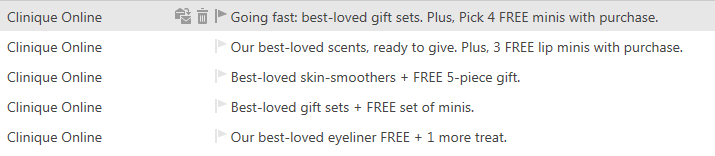 Clinique Online Going fast: best-loved gift sets. Plus, Pick 4 FREE minis with purchase.
Clinique Online Our best-loved scents, ready to give. Plus, 3 FREE lip minis with purchase.
Clinique Online Best-loved skin-smoothers + FREE 5-piece gift.
Clinique Online Best-loved gift sets + FREE set of minis.
Clinique Online Our best-loved eyeliner FREE + 1 more treat.